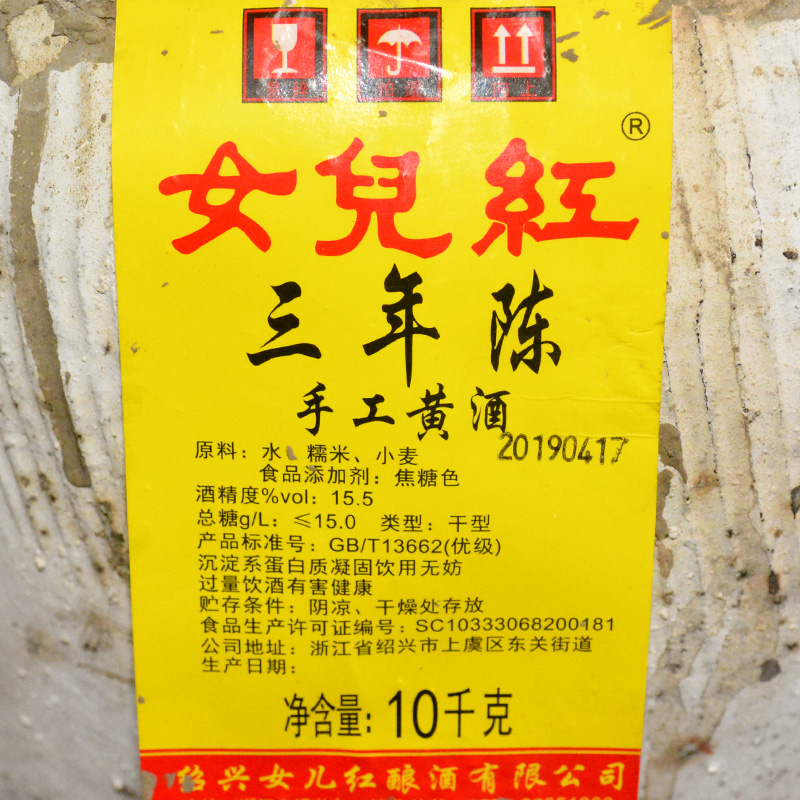 ®
女兒紅
三年陈
手工黄酒
20190417
原料：水、糯米、小麦
食品添加剂：焦糖色
酒精度%vol：15.5
总糖g/L：≤15.0 类型：干型
产品标准号：GB/T13662(优级)
沉淀系蛋白质凝固饮用无妨
过量饮酒有害健康
贮存条件：阴凉、干燥处存放
食品生产许可证编号：SC10333068200181
公司地址：浙江省绍兴市上虞区东关街道
生产日期：
净含量：10千克
绍兴女儿红酿酒有限公司